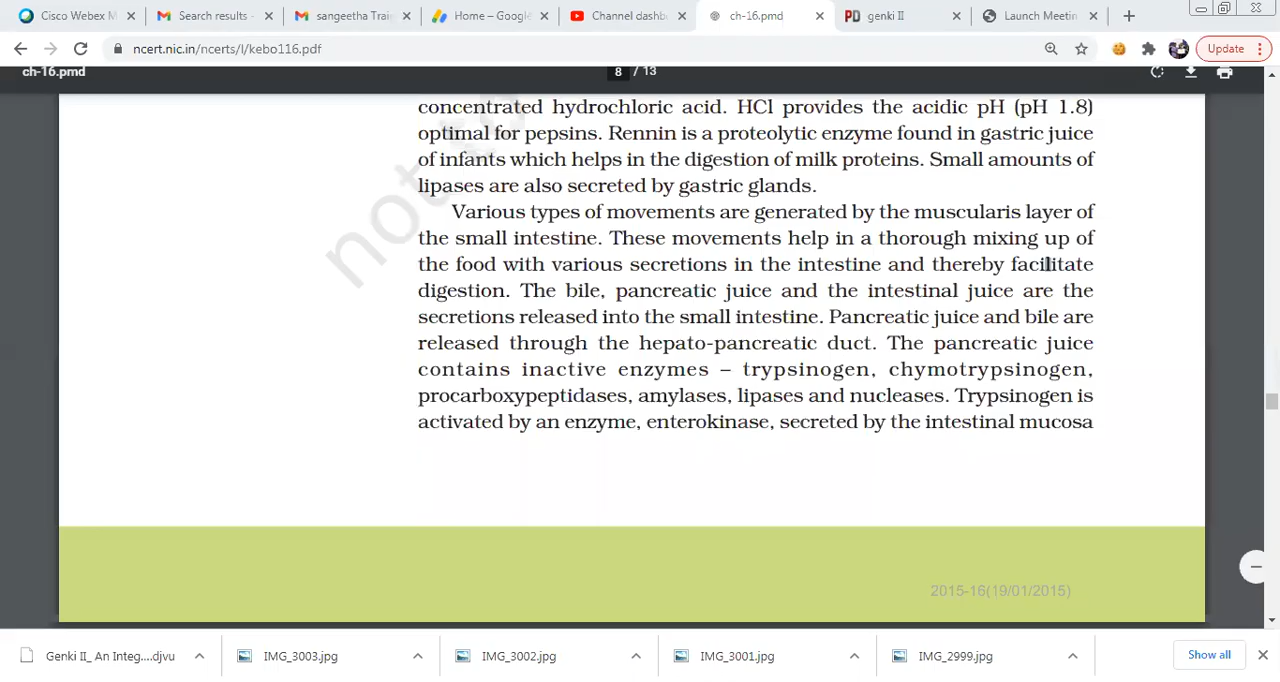 Cisco Webex M
Search results -
sangeetha Trai
Home – Google
Channel dashb
ch-16.pmd
PD genki II
Launch Meetin
ncert.nic.in/ncerts/l/kebo116.pdf
Update
ch-16.pmd
8 / 13
concentrated hydrochloric acid. HCl provides the acidic pH (pH 1.8)
optimal for pepsins. Rennin is a proteolytic enzyme found in gastric juice
of infants which helps in the digestion of milk proteins. Small amounts of
lipases are also secreted by gastric glands.
Various types of movements are generated by the muscularis layer of
the small intestine. These movements help in a thorough mixing up of
the food with various secretions in the intestine and thereby facilitate
digestion. The bile, pancreatic juice and the intestinal juice are the
secretions released into the small intestine. Pancreatic juice and bile are
released through the hepato-pancreatic duct. The pancreatic juice
contains inactive enzymes – trypsinogen, chymotrypsinogen,
procarboxypeptidases, amylases, lipases and nucleases. Trypsinogen is
activated by an enzyme, enterokinase, secreted by the intestinal mucosa
not
2015-16(19/01/2015)
Genki II_ An Integ....djvu
IMG_3003.jpg
IMG_3002.jpg
IMG_3001.jpg
IMG_2999.jpg
Show all